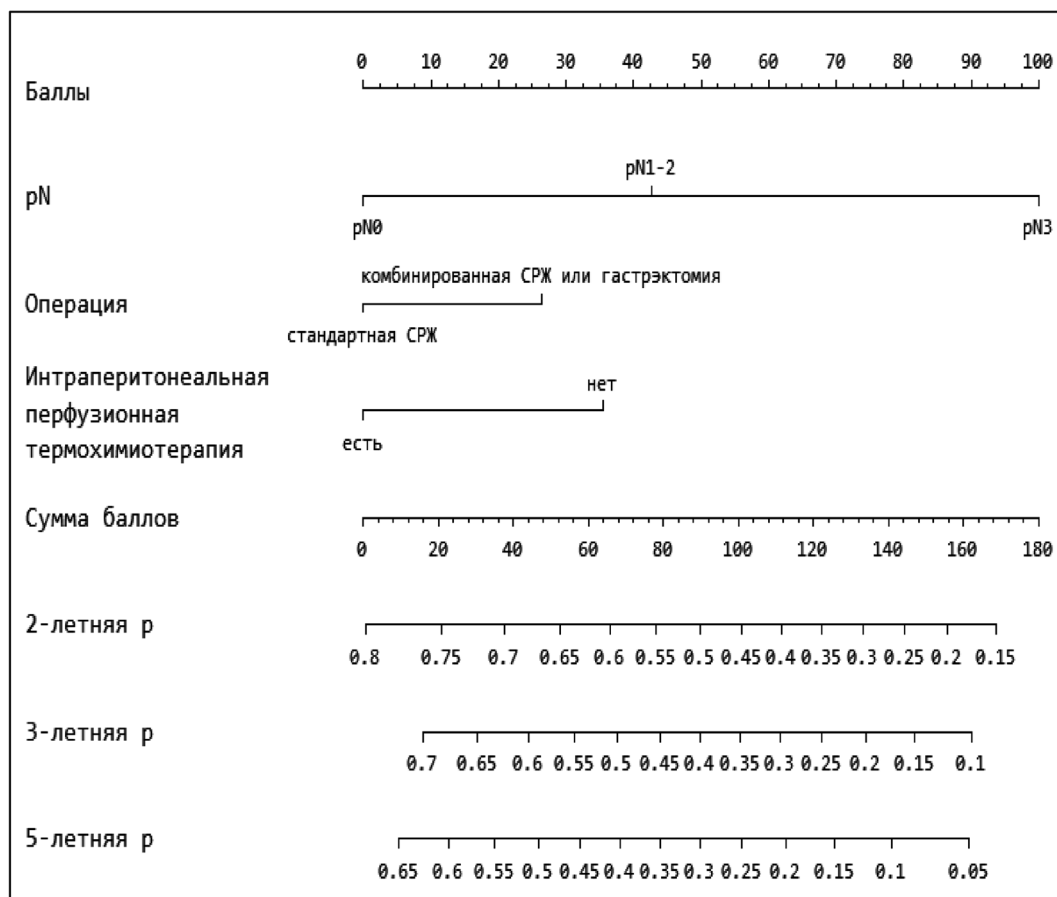 0 10 20 30 40 50 60 70 80 90 100
Баллы
pN1-2
pN
pN0 pN3
комбинированная СРЖ или гастрэктомия
Операция
стандартная СРЖ
Интраперитонеальная
нет
перфузионная
есть
термохимиотерапия
Сумма баллов
0 20 40 60 80 100 120 140 160 180
2-летняя р
0.8 0.75 0.7 0.65 0.6 0.55 0.5 0.45 0.4 0.35 0.3 0.25 0.2 0.15
3-летняя р
0.7 0.65 0.6 0.55 0.5 0.45 0.4 0.35 0.3 0.25 0.2 0.15 0.1
5-летняя р
0.65 0.6 0.55 0.5 0.45 0.4 0.35 0.3 0.25 0.2 0.15 0.1 0.05